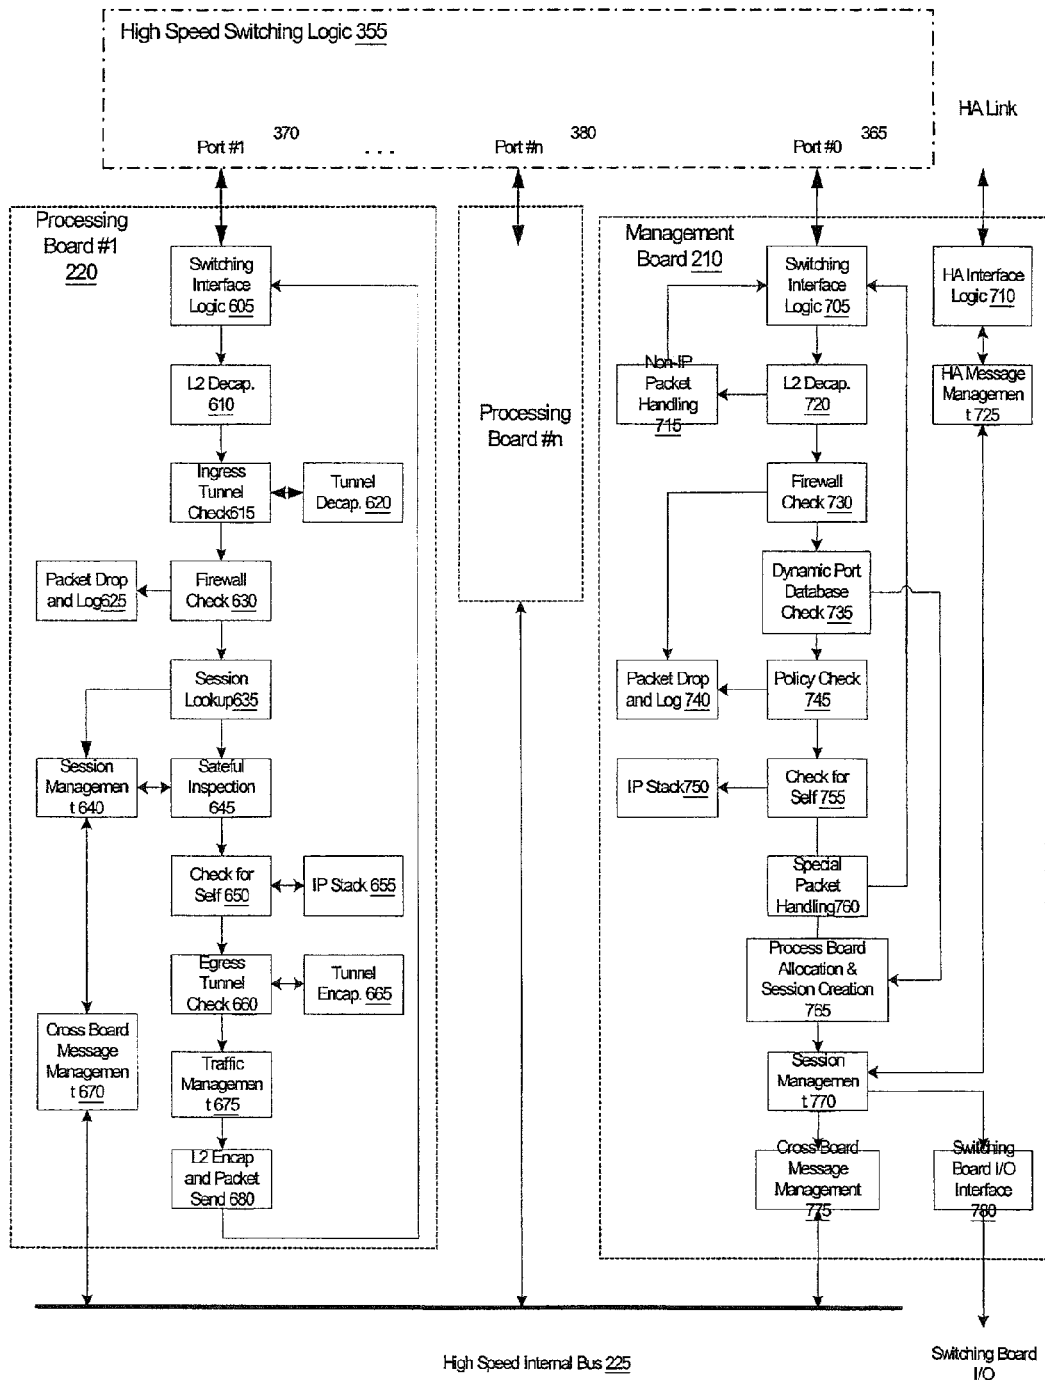 High Speed Switching Logic 355
HA Link
370
380
365
Port #1
. . .
Port #n
Port #0
Processing
Board #1
220
Switching
Interface
Logic 605
L2 Decap.
610
Ingress
Tunnel
Check615
Tunnel
Decap. 620
Packet Drop
and Log625
Firewall
Check 630
Session
Lookup635
Session
Managemen
t 640
Sateful
Inspection
645
Check for
Self 650
IP Stack 655
Egress
Tunnel
Check 660
Tunnel
Encap. 665
Cross Board
Message
Managemen
t 670
Traffic
Managemen
t 675
L2 Encap
and Packet
Send 680
Processing
Board #n
Management
Board 210
Switching
Interface
Logic 705
HA Interface
Logic 710
Non-IP
Packet
Handling
715
L2 Decap.
720
HA Message
Managemen
t 725
Firewall
Check 730
Dynamic Port
Database
Check 735
Packet Drop
and Log 740
Policy Check
745
IP Stack750
Check for
Self 755
Special
Packet
Handling760
Process Board
Allocation &
Session Creation
765
Session
Managemen
t 770
Cross Board
Message
Management
775
Switching
Board I/O
Interface
780
High Speed Internal Bus 225
Switching Board
I/O